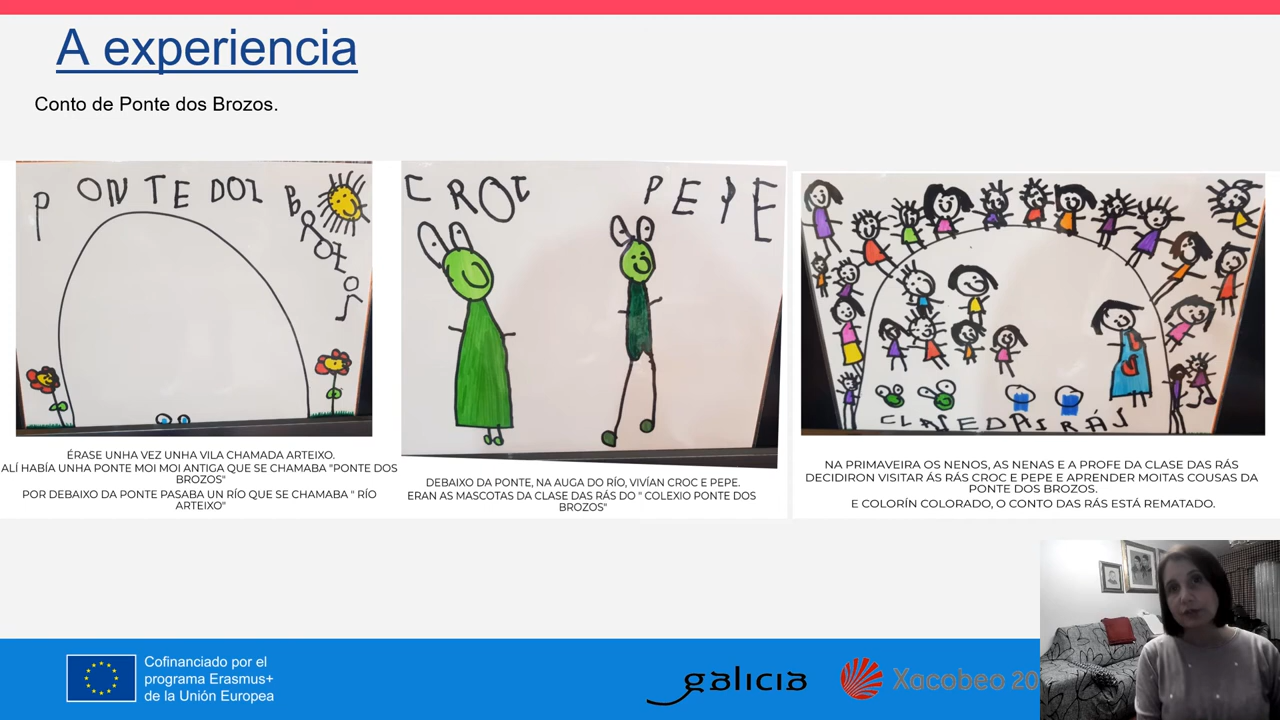 A experiencia
Conto de Ponte dos Brozos.
PONTE DOZ BROZOS
CROC
PEPE
CLASE DAS RÁS
ÉRASE UNHA VEZ UNHA VILA CHAMADA ARTEIXO.
ALÍ HABÍA UNHA PONTE MOI MOI ANTIGA QUE SE CHAMABA "PONTE DOS
BROZOS"
POR DEBAIXO DA PONTE PASABA UN RÍO QUE SE CHAMABA " RÍO
ARTEIXO"
DEBAIXO DA PONTE, NA AUGA DO RÍO, VIVÍAN CROC E PEPE.
ERAN AS MASCOTAS DA CLASE DAS RÁS DO " COLEXIO PONTE DOS
BROZOS"
NA PRIMAVEIRA OS NENOS, AS NENAS E A PROFE DA CLASE DAS RÁS
DECIDIRON VISITAR ÁS RÁS CROC E PEPE E APRENDER MOITAS COUSAS DA
PONTE DOS BROZOS.
E COLORÍN COLORADO, O CONTO DAS RÁS ESTÁ REMATADO.
Cofinanciado por el
programa Erasmus+
de la Unión Europea
galicia
Xacobeo 20